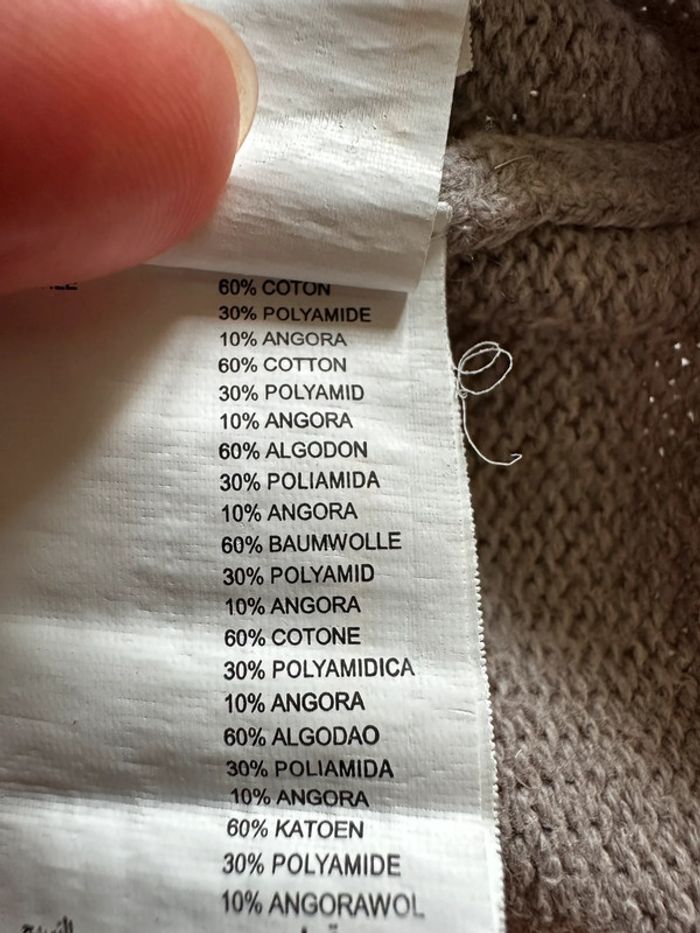 60% COTON
30% POLYAMIDE
10% ANGORA
60% COTTON
30% POLYAMID
10% ANGORA
60% ALGODON
30% POLIAMIDA
10% ANGORA
60% BAUMWOLLE
30% POLYAMID
10% ANGORA
60% COTONE
30% POLYAMIDICA
10% ANGORA
60% ALGODAO
30% POLIAMIDA
10% ANGORA
60% KATOEN
30% POLYAMIDE
10% ANGORAWOL